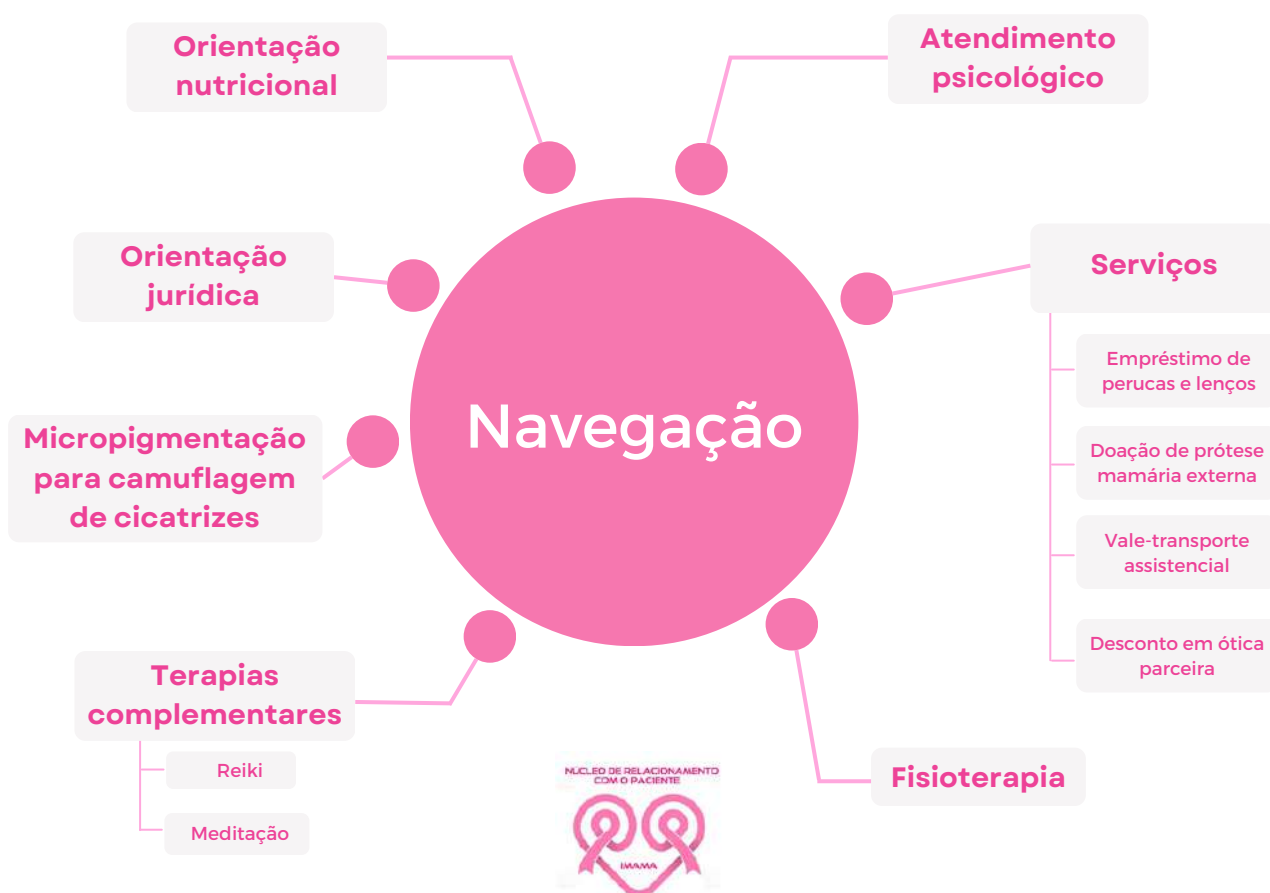 Orientação
nutricional
Atendimento
psicológico
Orientação
jurídica
Serviços
Empréstimo de
perucas e lenços
Doação de prótese
mamária externa
Vale-transporte
assistencial
Desconto em ótica
parceira
Navegação
Micropigmentação
para camuflagem
de cicatrizes
Terapias
complementares
Reiki
Meditação
Fisioterapia
NUCLEO DE RELACIONAMENTO
COM O PACIENTE
IMAMA